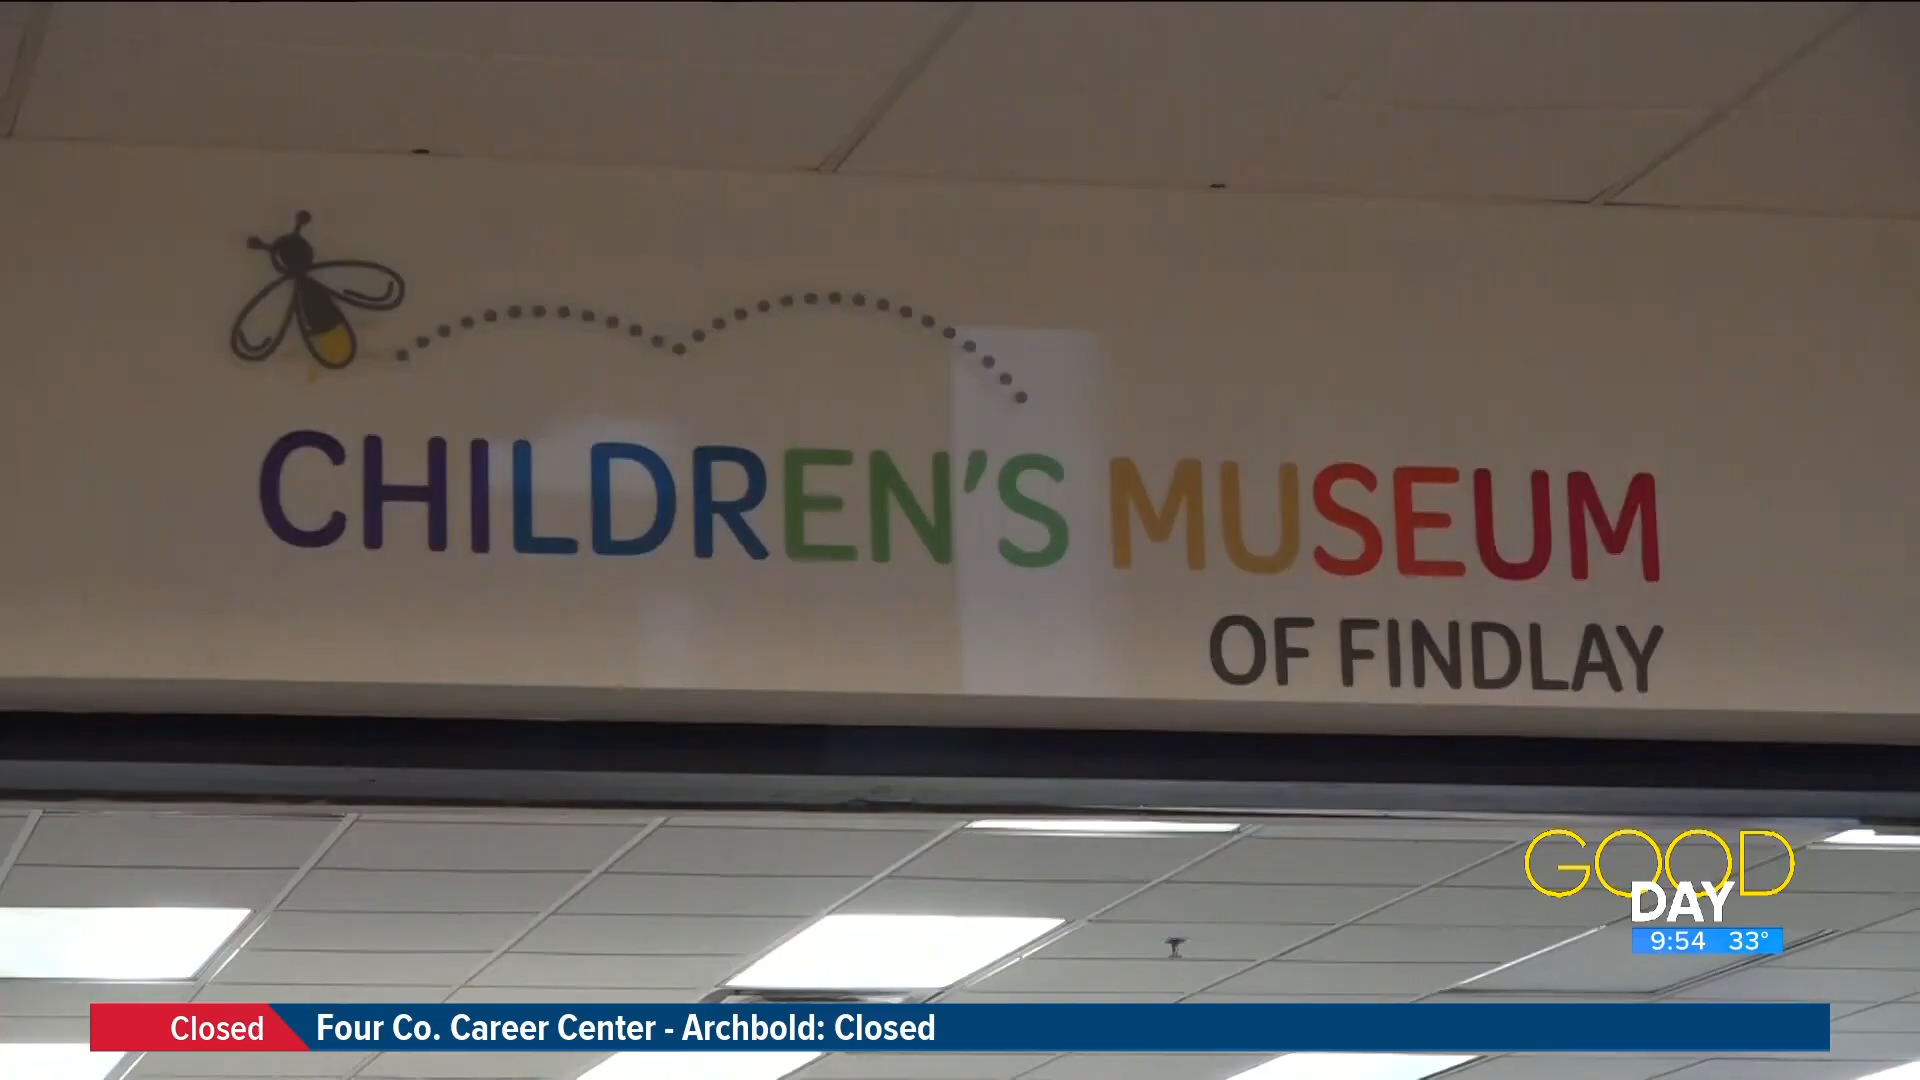 CHILDREN'S MUSEUM
OF FINDLAY
GOOD
DAY
9:54 33°
Closed Four Co. Career Center - Archbold: Closed